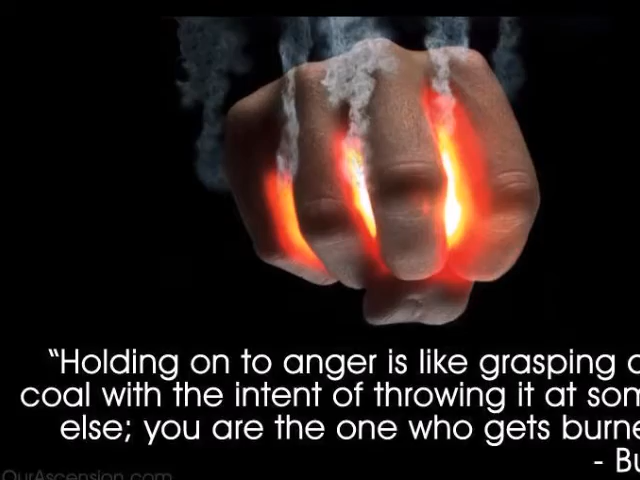 “Holding on to anger is like grasping
coal with the intent of throwing it at
else; you are the one who gets
-
OurAscension.com